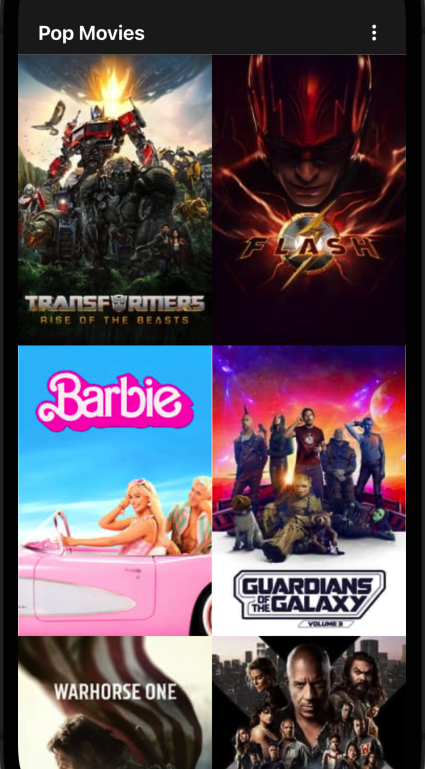 Pop Movies
TRANSFORMERS
RISE OF THE BEASTS
FLASH
Barbie
GUARDIANS
OF THE GALAXY
VOLUME 3
WARHORSE ONE